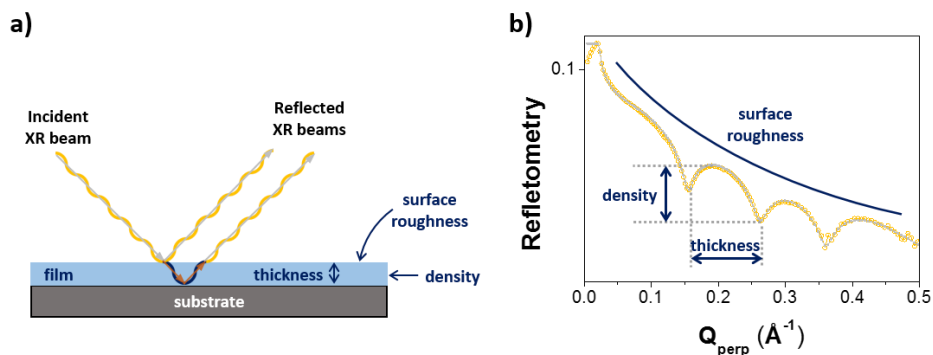 a)
Incident
XR beam
Reflected
XR beams
surface
roughness
film
thickness
density
substrate
b)
Refletometry
0.1
surface
roughness
density
thickness
0.0 0.1 0.2 0.3 0.4 0.5
Q_perp (Å⁻¹)